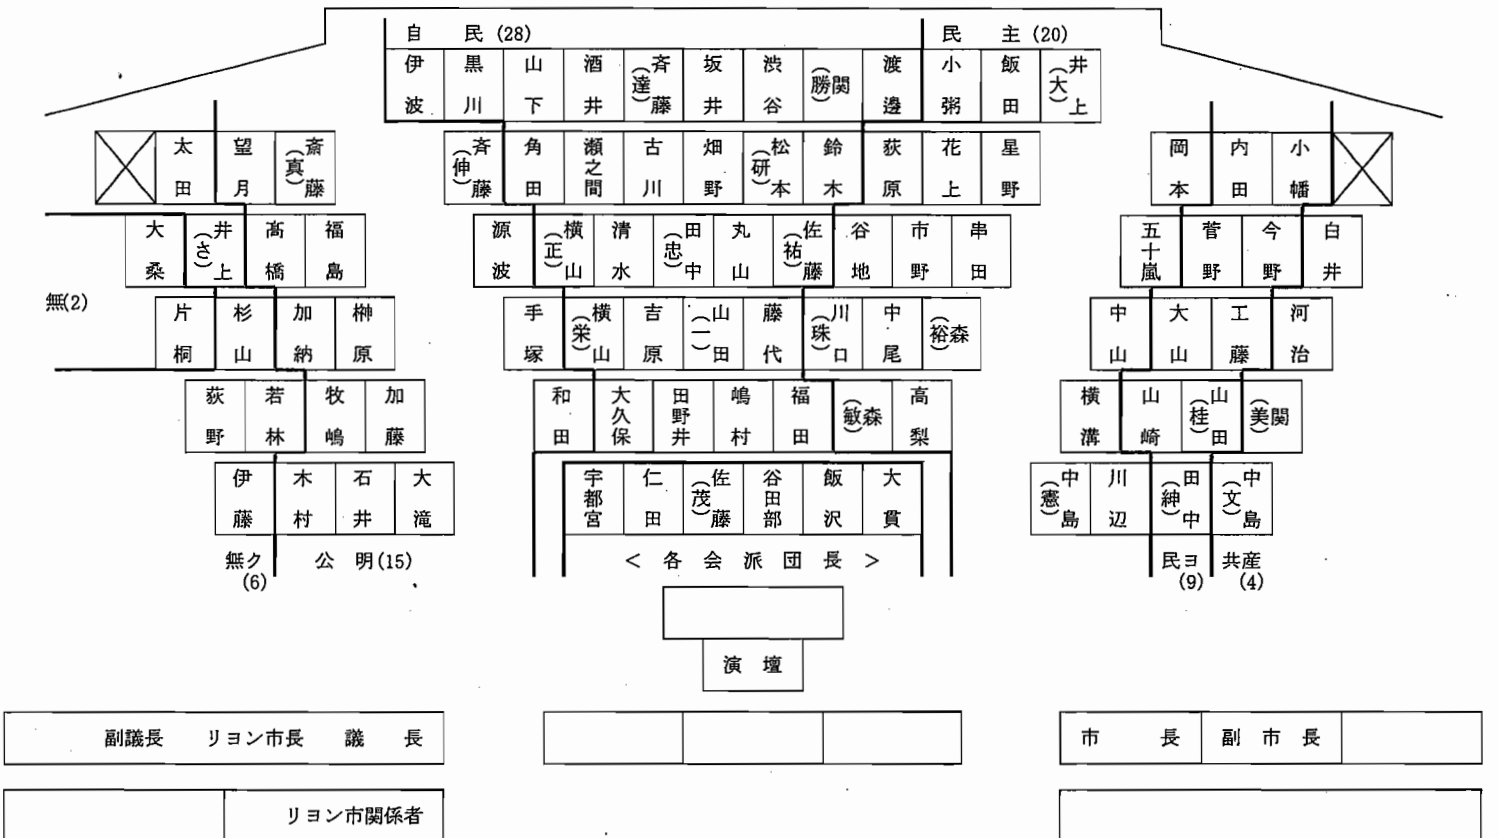 自 民 (28) 民 主 (20)
伊波 黒川 山下 酒井 斉藤(達) 坂井 渋谷 関(勝) 渡邊 小粥 飯田 井上(大)
太田 望月 斎藤(真) 斉藤(伸) 角田 瀬之間 古川 畑野 松本(研) 鈴木 荻原 花上 星野 岡本 内田 小幡
大桑 井上(さ) 高橋 福島 源波 横山(正) 清水 田中(忠) 丸山 佐藤(祐) 谷地 市野 串田 五十嵐 菅野 今野 白井
無(2) 片桐 杉山 加納 榊原 手塚 横山(栄) 吉原 山田(一) 藤代 川口(珠) 中尾 森(裕) 中山 大山 工藤 河治
荻野 若林 牧嶋 加藤 和田 大久保 田野井 嶋村 福田 森(敏) 高梨 横溝 山崎 山田(桂) 関(美)
伊藤 木村 石井 大滝 宇都宮 仁田 佐藤(茂) 谷田部 飯沢 大貫 中島(憲) 川辺 田中(紳) 中島(文)
無ク(6) 公 明(15) < 各 会 派 団 長 > 民ヨ(9) 共産(4)
演 壇
副議長 リヨン市長 議 長 市 長 副 市 長
リヨン市関係者